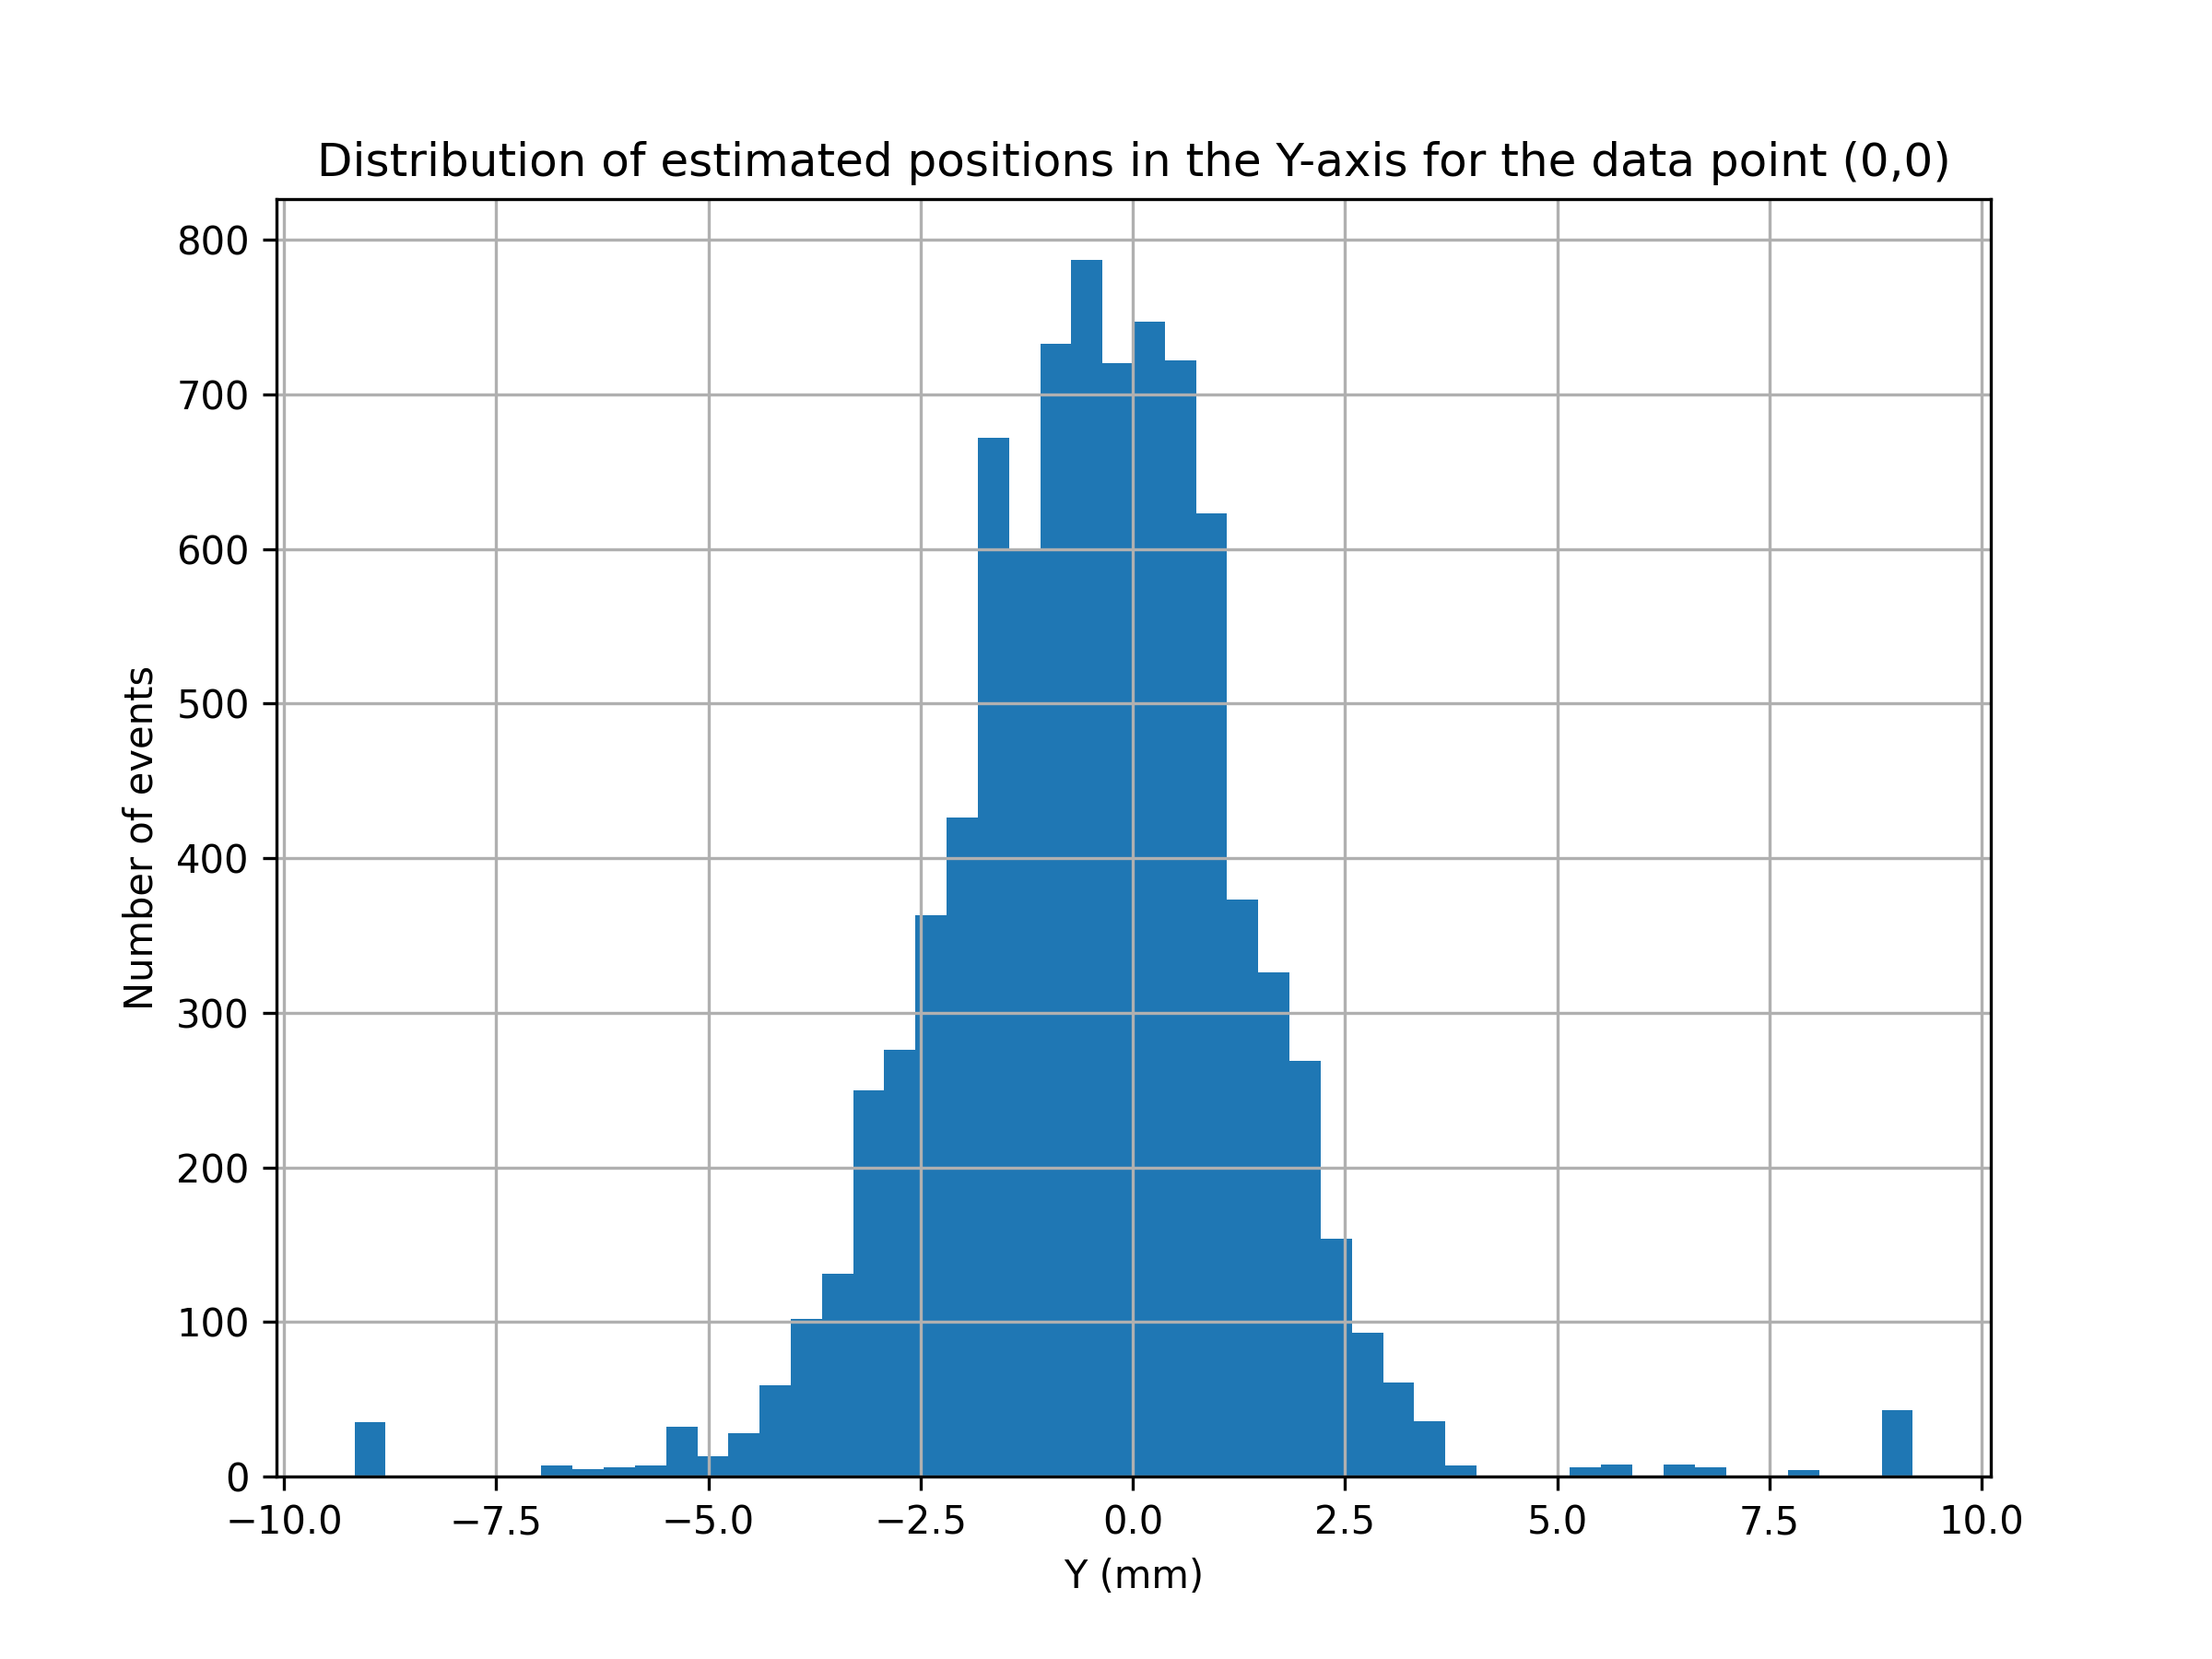 Distribution of estimated positions in the Y-axis for the data point (0,0)
800
700
600
500
400
300
200
100
0
Number of events
−10.0 −7.5 −5.0 −2.5 0.0 2.5 5.0 7.5 10.0
Y (mm)